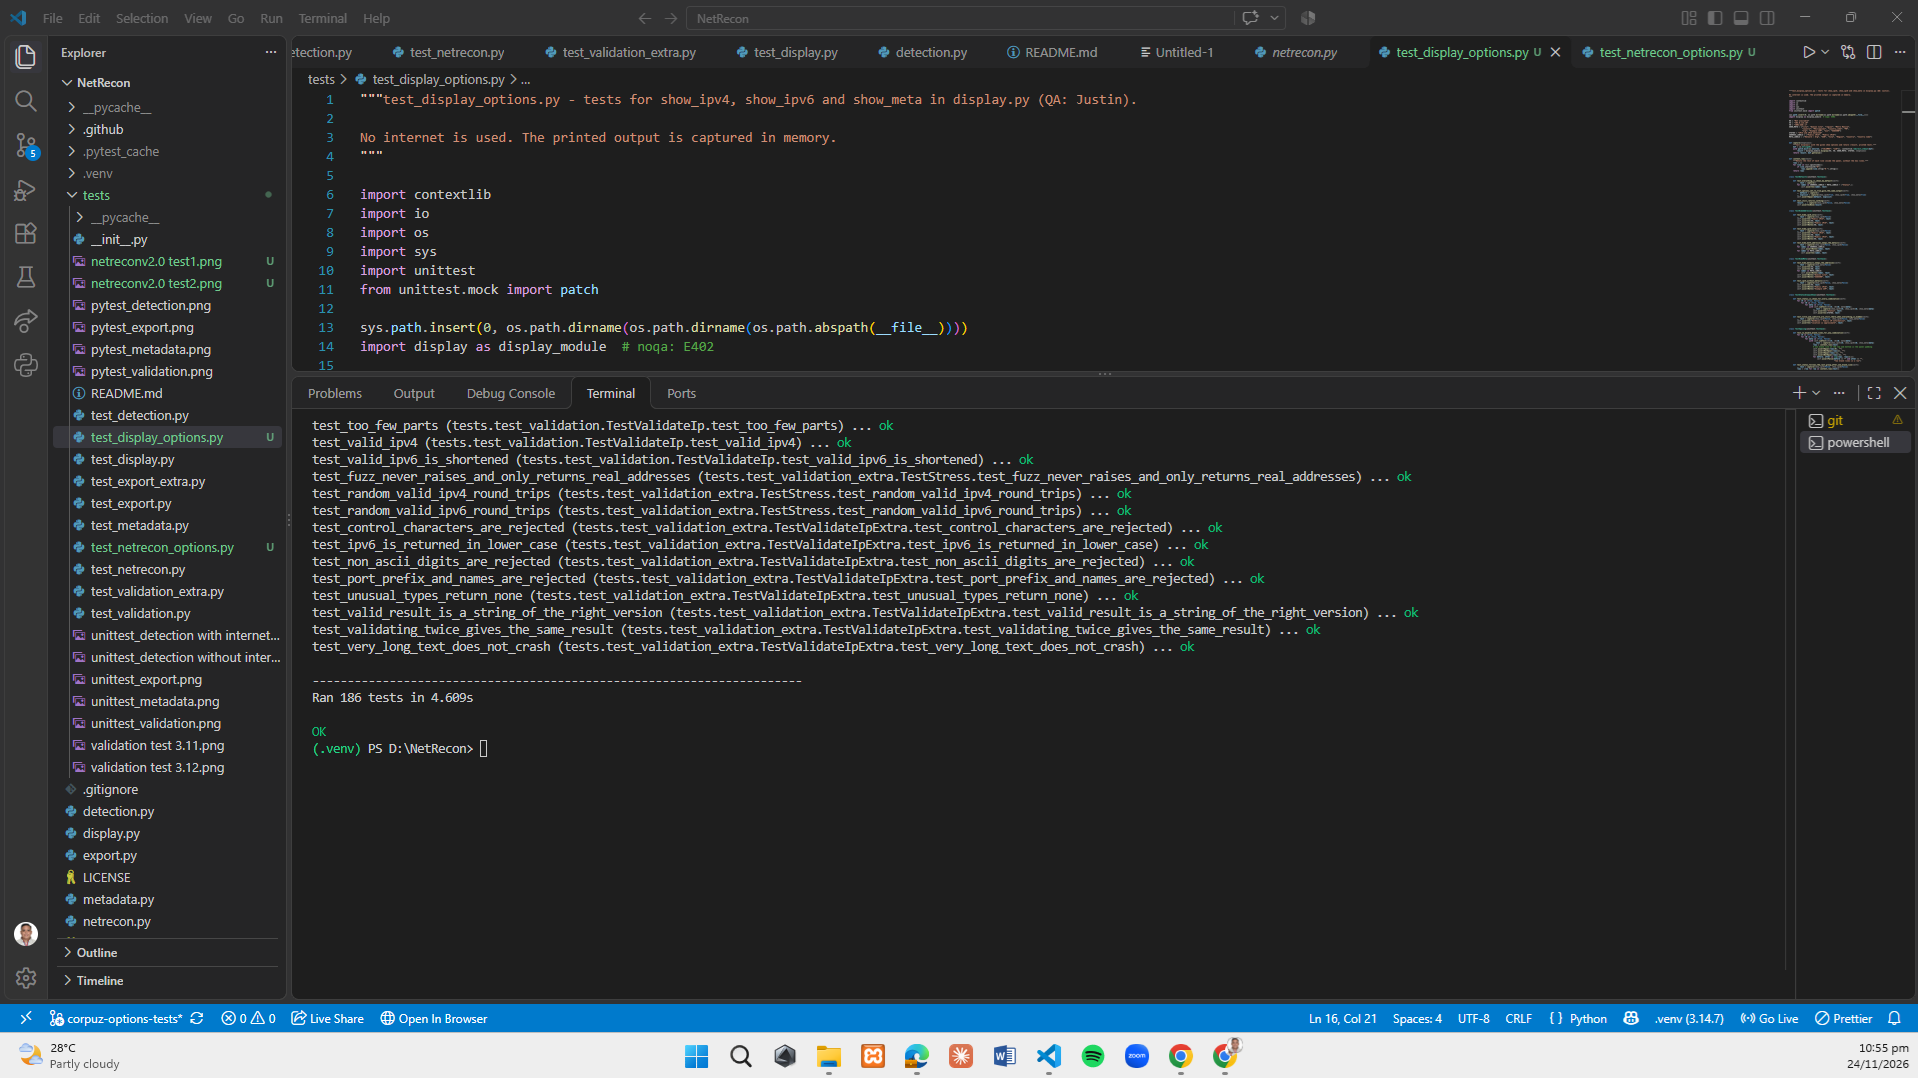 File Edit Selection View Go Run Terminal Help
NetRecon
Explorer
NetRecon
__pycache__
.github
.pytest_cache
.venv
tests
__pycache__
__init__.py
netreconv2.0 test1.png U
netreconv2.0 test2.png U
pytest_detection.png
pytest_export.png
pytest_metadata.png
pytest_validation.png
README.md
test_detection.py
test_display_options.py U
test_display.py
test_export_extra.py
test_export.py
test_metadata.py
test_netrecon_options.py U
test_netrecon.py
test_validation_extra.py
test_validation.py
unittest_detection with internet...
unittest_detection without inter...
unittest_export.png
unittest_metadata.png
unittest_validation.png
validation test 3.11.png
validation test 3.12.png
.gitignore
detection.py
display.py
export.py
LICENSE
metadata.py
netrecon.py
Outline
Timeline
5
etection.py test_netrecon.py test_validation_extra.py test_display.py detection.py README.md Untitled-1 netrecon.py test_display_options.py U test_netrecon_options.py U
tests > test_display_options.py > ...
1 """test_display_options.py - tests for show_ipv4, show_ipv6 and show_meta in display.py (QA: Justin).
2
3 No internet is used. The printed output is captured in memory.
4 """
5
6 import contextlib
7 import io
8 import os
9 import sys
10 import unittest
11 from unittest.mock import patch
12
13 sys.path.insert(0, os.path.dirname(os.path.dirname(os.path.abspath(__file__))))
14 import display as display_module  # noqa: E402
15
Problems Output Debug Console Terminal Ports
git
powershell
test_too_few_parts (tests.test_validation.TestValidateIp.test_too_few_parts) ... ok
test_valid_ipv4 (tests.test_validation.TestValidateIp.test_valid_ipv4) ... ok
test_valid_ipv6_is_shortened (tests.test_validation.TestValidateIp.test_valid_ipv6_is_shortened) ... ok
test_fuzz_never_raises_and_only_returns_real_addresses (tests.test_validation_extra.TestStress.test_fuzz_never_raises_and_only_returns_real_addresses) ... ok
test_random_valid_ipv4_round_trips (tests.test_validation_extra.TestStress.test_random_valid_ipv4_round_trips) ... ok
test_random_valid_ipv6_round_trips (tests.test_validation_extra.TestStress.test_random_valid_ipv6_round_trips) ... ok
test_control_characters_are_rejected (tests.test_validation_extra.TestValidateIpExtra.test_control_characters_are_rejected) ... ok
test_ipv6_is_returned_in_lower_case (tests.test_validation_extra.TestValidateIpExtra.test_ipv6_is_returned_in_lower_case) ... ok
test_non_ascii_digits_are_rejected (tests.test_validation_extra.TestValidateIpExtra.test_non_ascii_digits_are_rejected) ... ok
test_port_prefix_and_names_are_rejected (tests.test_validation_extra.TestValidateIpExtra.test_port_prefix_and_names_are_rejected) ... ok
test_unusual_types_return_none (tests.test_validation_extra.TestValidateIpExtra.test_unusual_types_return_none) ... ok
test_valid_result_is_a_string_of_the_right_version (tests.test_validation_extra.TestValidateIpExtra.test_valid_result_is_a_string_of_the_right_version) ... ok
test_validating_twice_gives_the_same_result (tests.test_validation_extra.TestValidateIpExtra.test_validating_twice_gives_the_same_result) ... ok
test_very_long_text_does_not_crash (tests.test_validation_extra.TestValidateIpExtra.test_very_long_text_does_not_crash) ... ok
----------------------------------------------------------------------
Ran 186 tests in 4.609s
OK
(.venv) PS D:\NetRecon>
corpuz-options-tests* 0 0 Live Share Open In Browser Ln 16, Col 21 Spaces: 4 UTF-8 CRLF { } Python .venv (3.14.7) Go Live Prettier
28°C
Partly cloudy
zoom
10:55 pm
24/11/2026